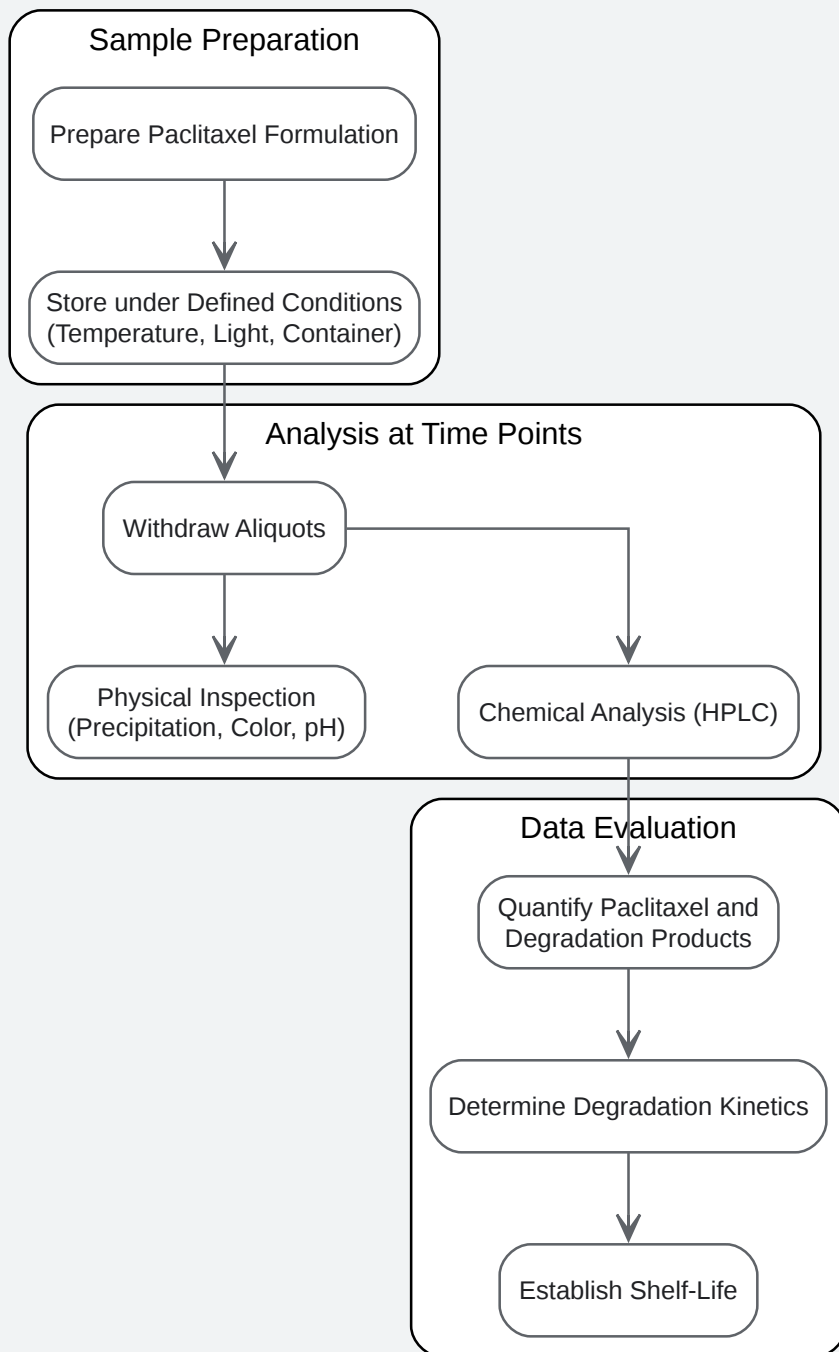 Sample Preparation
Prepare Paclitaxel Formulation
Store under Defined Conditions
(Temperature, Light, Container)
Analysis at Time Points
Withdraw Aliquots
Physical Inspection
(Precipitation, Color, pH)
Chemical Analysis (HPLC)
Data Evaluation
Quantify Paclitaxel and
Degradation Products
Determine Degradation Kinetics
Establish Shelf-Life